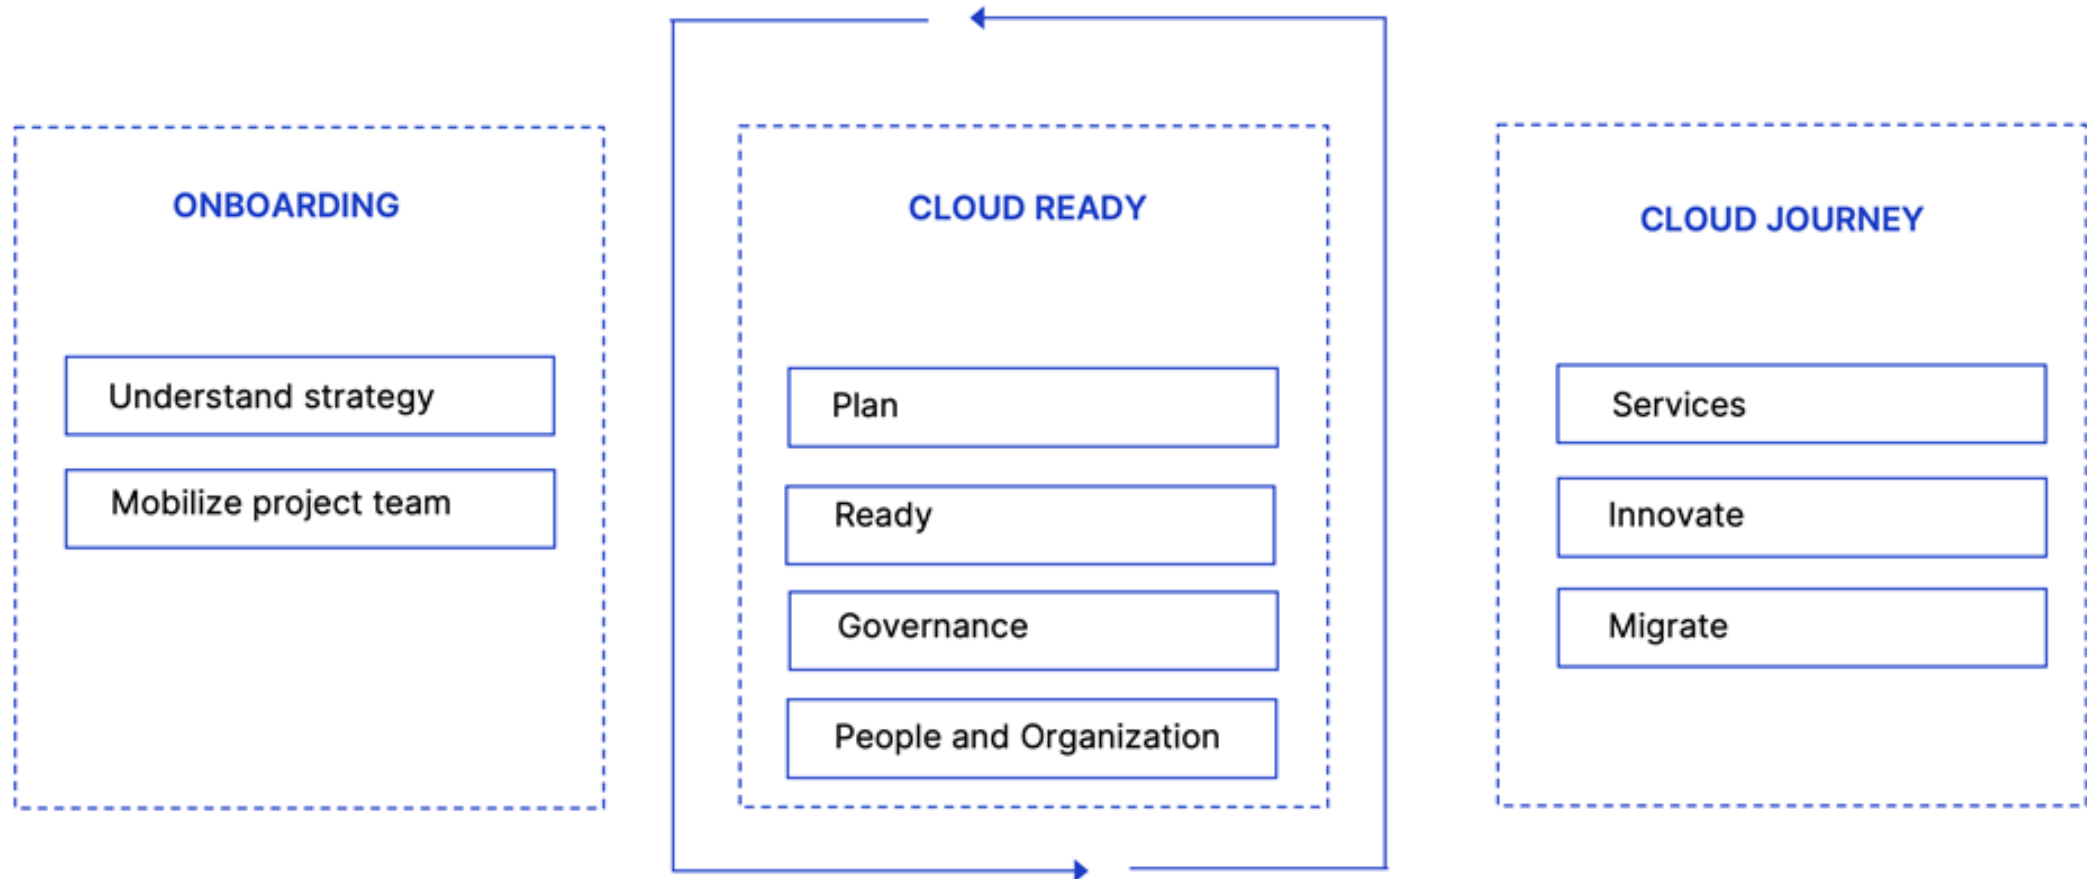 ONBOARDING
Understand strategy
Mobilize project team
CLOUD READY
Plan
Ready
Governance
People and Organization
CLOUD JOURNEY
Services
Innovate
Migrate